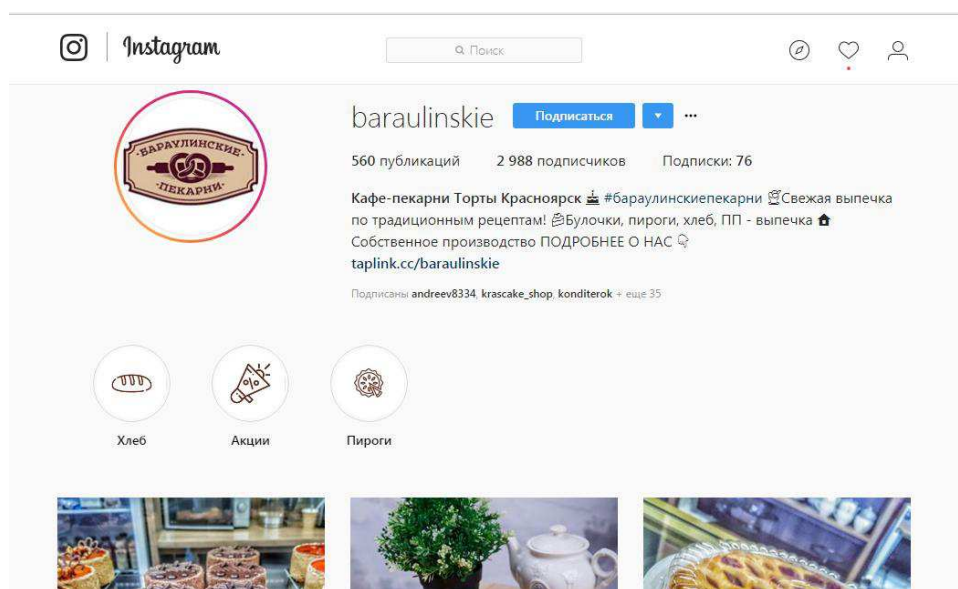 Instagram
Поиск
baraulinskie Подписаться
БАРАУЛИНСКИЕ
ПЕКАРНИ
560 публикаций 2 988 подписчиков Подписки: 76
Кафе-пекарни Торты Красноярск #бараулинскиепекарни Свежая выпечка
по традиционным рецептам! Булочки, пироги, хлеб, ПП - выпечка
Собственное производство ПОДРОБНЕЕ О НАС
taplink.cc/baraulinskie
Подписаны andreev8334, krascake_shop, konditerok + еще 35
Хлеб Акции Пироги